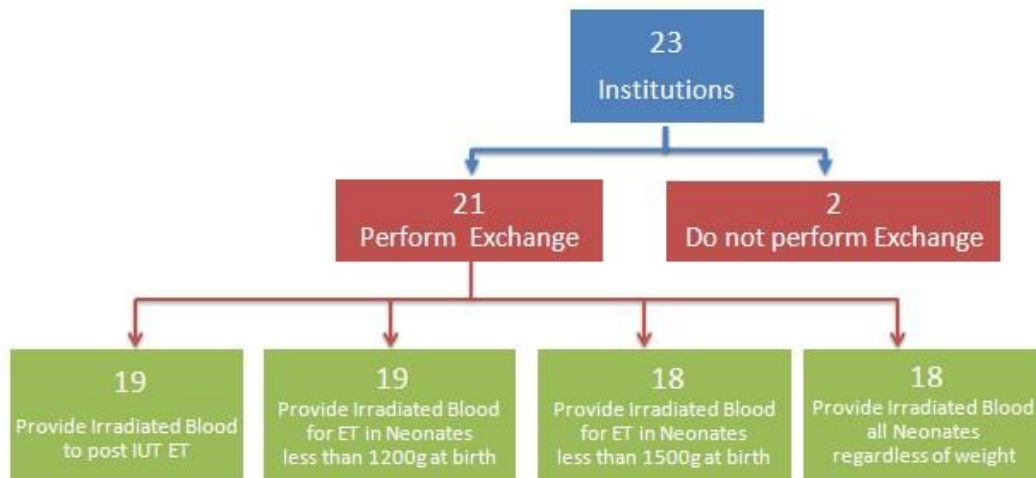 23
Institutions
21
Perform Exchange
2
Do not perform Exchange
19
Provide Irradiated Blood
to post IUT ET
19
Provide Irradiated Blood
for ET in Neonates
less than 1200g at birth
18
Provide Irradiated Blood
for ET in Neonates
less than 1500g at birth
18
Provide Irradiated Blood
all Neonates
regardless of weight